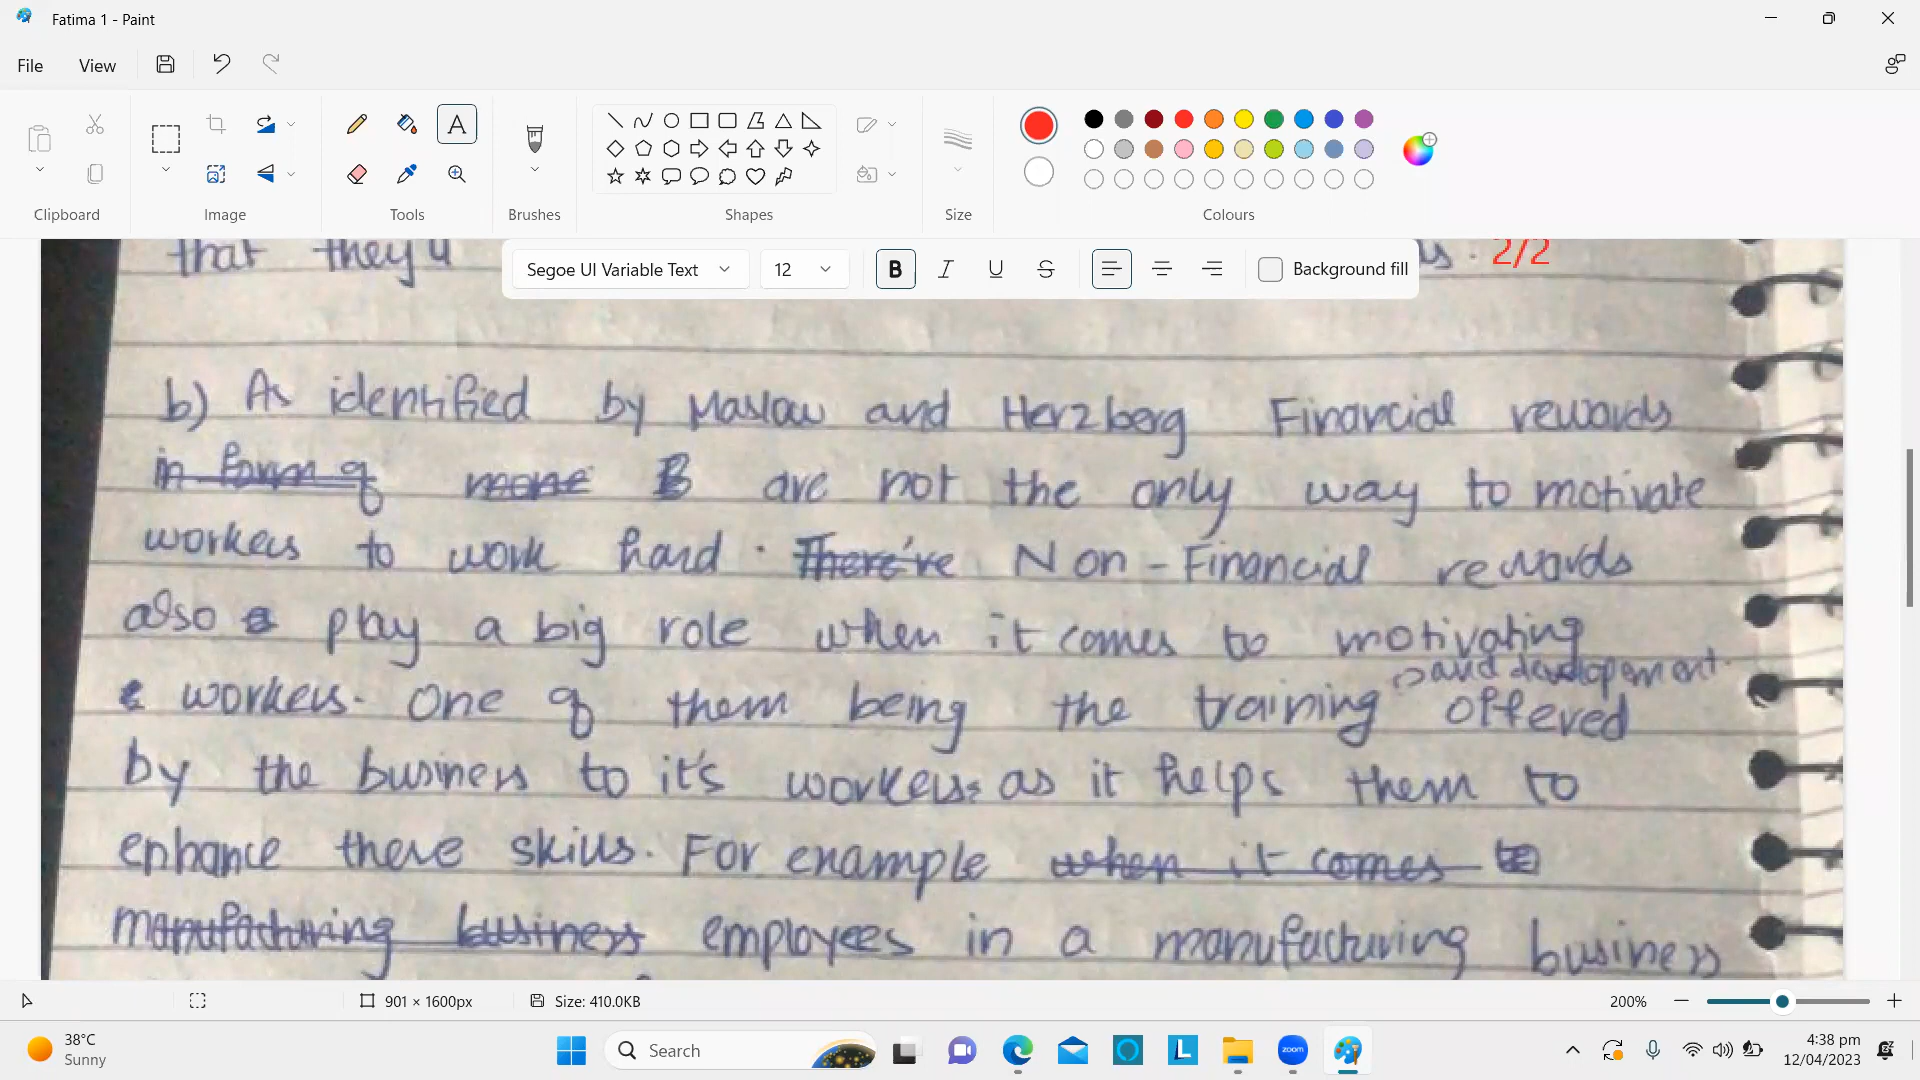 Fatima 1 - Paint
File View
Clipboard Image Tools Brushes Shapes Size Colours
Segoe UI Variable Text 12 B I U S Background fill
that they'll
2/2
b) As identified by Maslow and Herzberg Financial rewards
in form of more B are not the only way to motivate
workers to work hard. There're Non-Financial rewards
also a play a big role when it comes to motivating
and development
workers. One of them being the training offered
by the business to it's workers as it helps them to
enhance there skills. For example when it comes to
manufacturing business employees in a manufacturing business
901 × 1600px Size: 410.0KB 200%
38°C
Sunny
Search
zoom
4:38 pm
12/04/2023